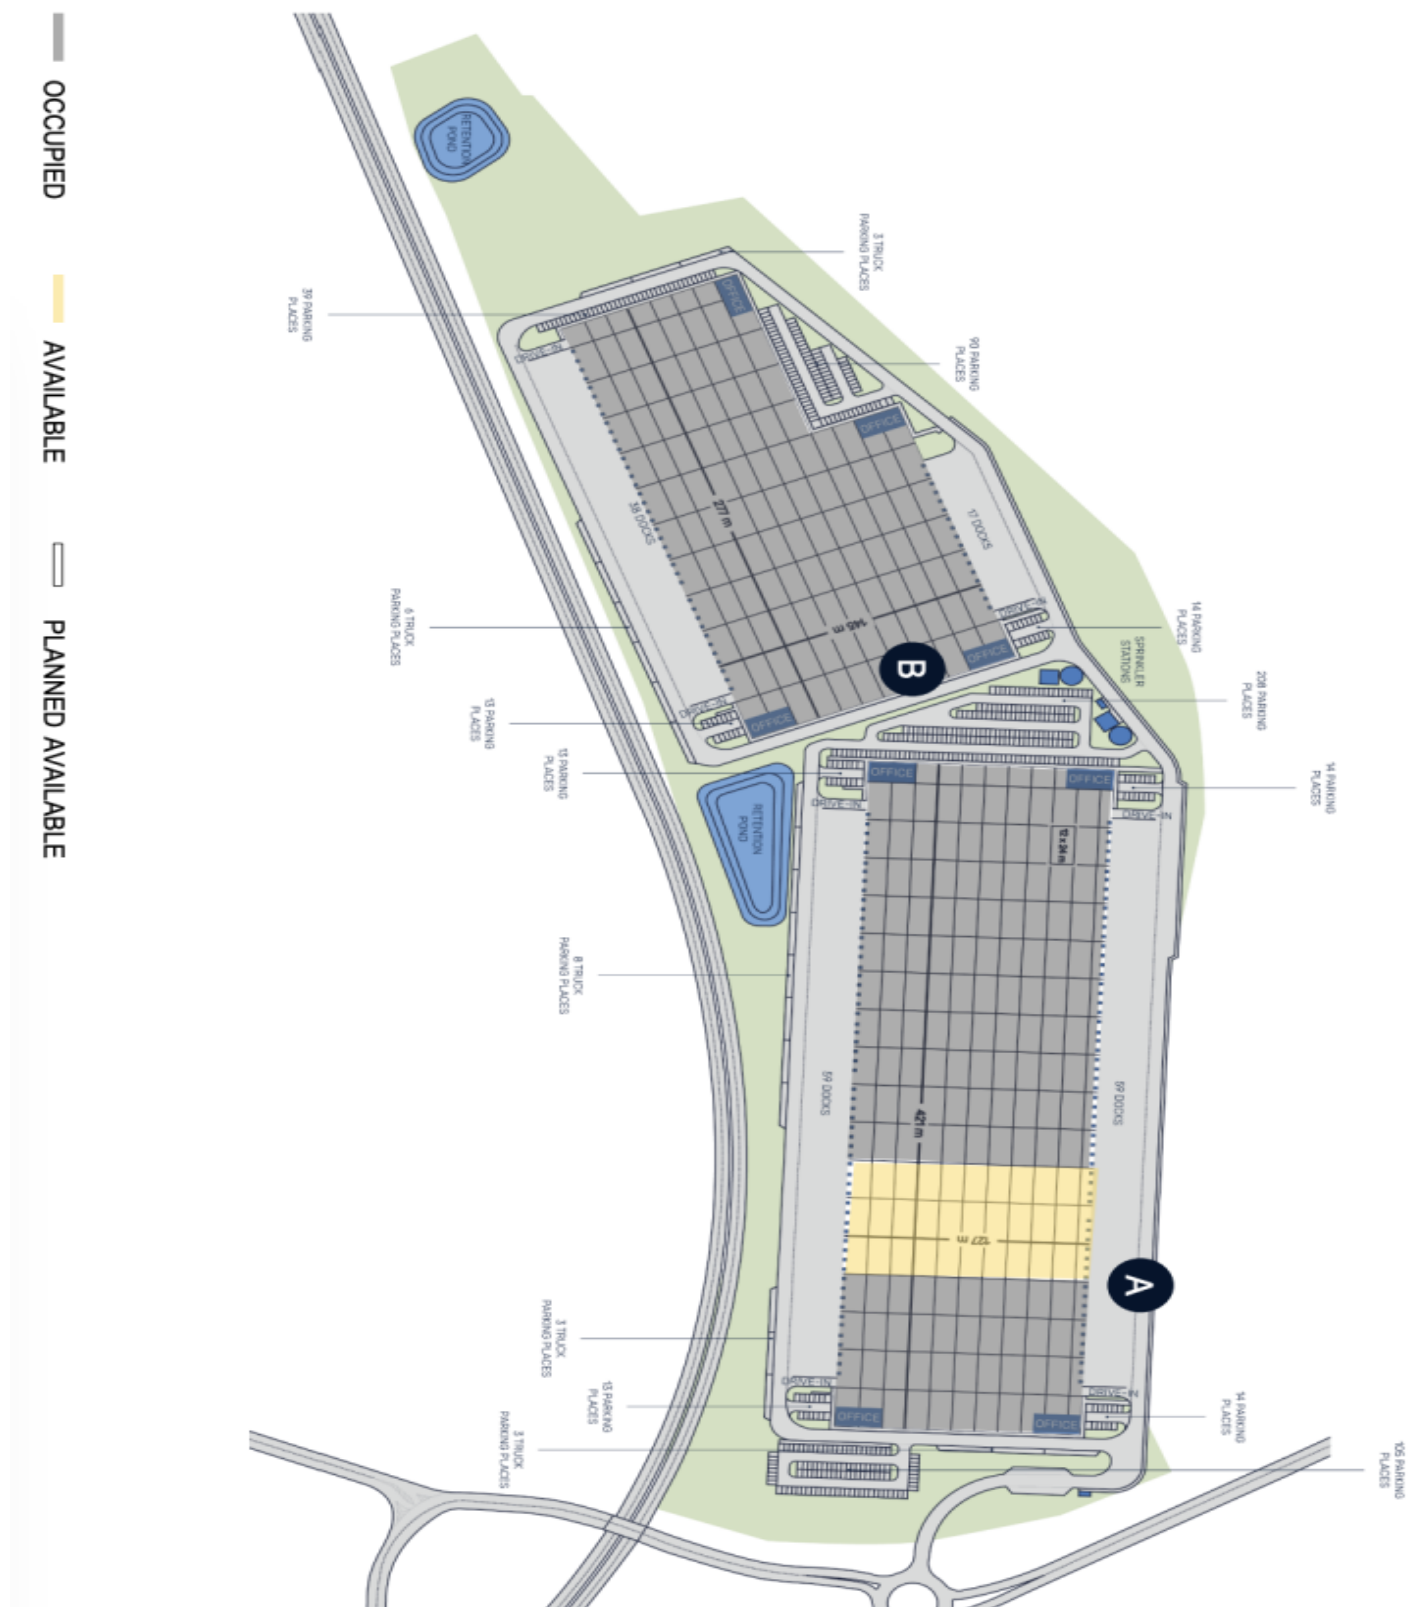 OCCUPIED
AVAILABLE
PLANNED AVAILABLE
RETENTION
POND
3 TRUCK
PARKING PLACES
39 PARKING
PLACES
90 PARKING
PLACES
OFFICE
DRIVE-IN
OFFICE
277 m
38 DOCKS
17 DOCKS
145 m
DRIVE-IN
14 PARKING
PLACES
SPRINKLER
STATIONS
6 TRUCK
PARKING PLACES
B
OFFICE
208 PARKING
PLACES
DRIVE-IN
OFFICE
13 PARKING
PLACES
13 PARKING
PLACES
14 PARKING
PLACES
OFFICE
OFFICE
DRIVE-IN
DRIVE-IN
RETENTION
POND
12 x 24 m
8 TRUCK
PARKING PLACES
59 DOCKS
421 m
59 DOCKS
127 m
A
3 TRUCK
PARKING PLACES
DRIVE-IN
DRIVE-IN
13 PARKING
PLACES
OFFICE
OFFICE
14 PARKING
PLACES
3 TRUCK
PARKING PLACES
105 PARKING
PLACES